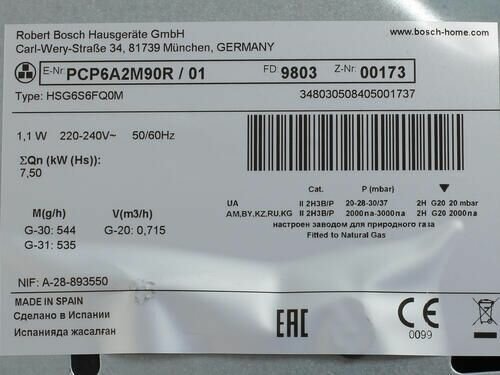 Robert Bosch Hausgeräte GmbH
www.bosch-home.com
Carl-Wery-Straße 34, 81739 München, GERMANY
E-Nr. PCP6A2M90R / 01 FD 9803 Z-Nr. 00173
Type: HSG6S6FQ0M 348030508405001737
1,1 W 220-240V~ 50/60Hz
ΣQn (kW (Hs)):
7,50
Cat. P (mbar)
UA II 2H3B/P 20-28-30/37 2H G20 20 mbar
AM,BY,KZ,RU,KG II 2H3B/P 2000па-3000па 2H G20 2000па
настроен заводом для природного газа
Fitted to Natural Gas
M(g/h) V(m3/h)
G-30: 544 G-20: 0,715
G-31: 535
NIF: A-28-893550
MADE IN SPAIN
Сделано в Испании
Испанияда жасалған
EAC
CE
0099